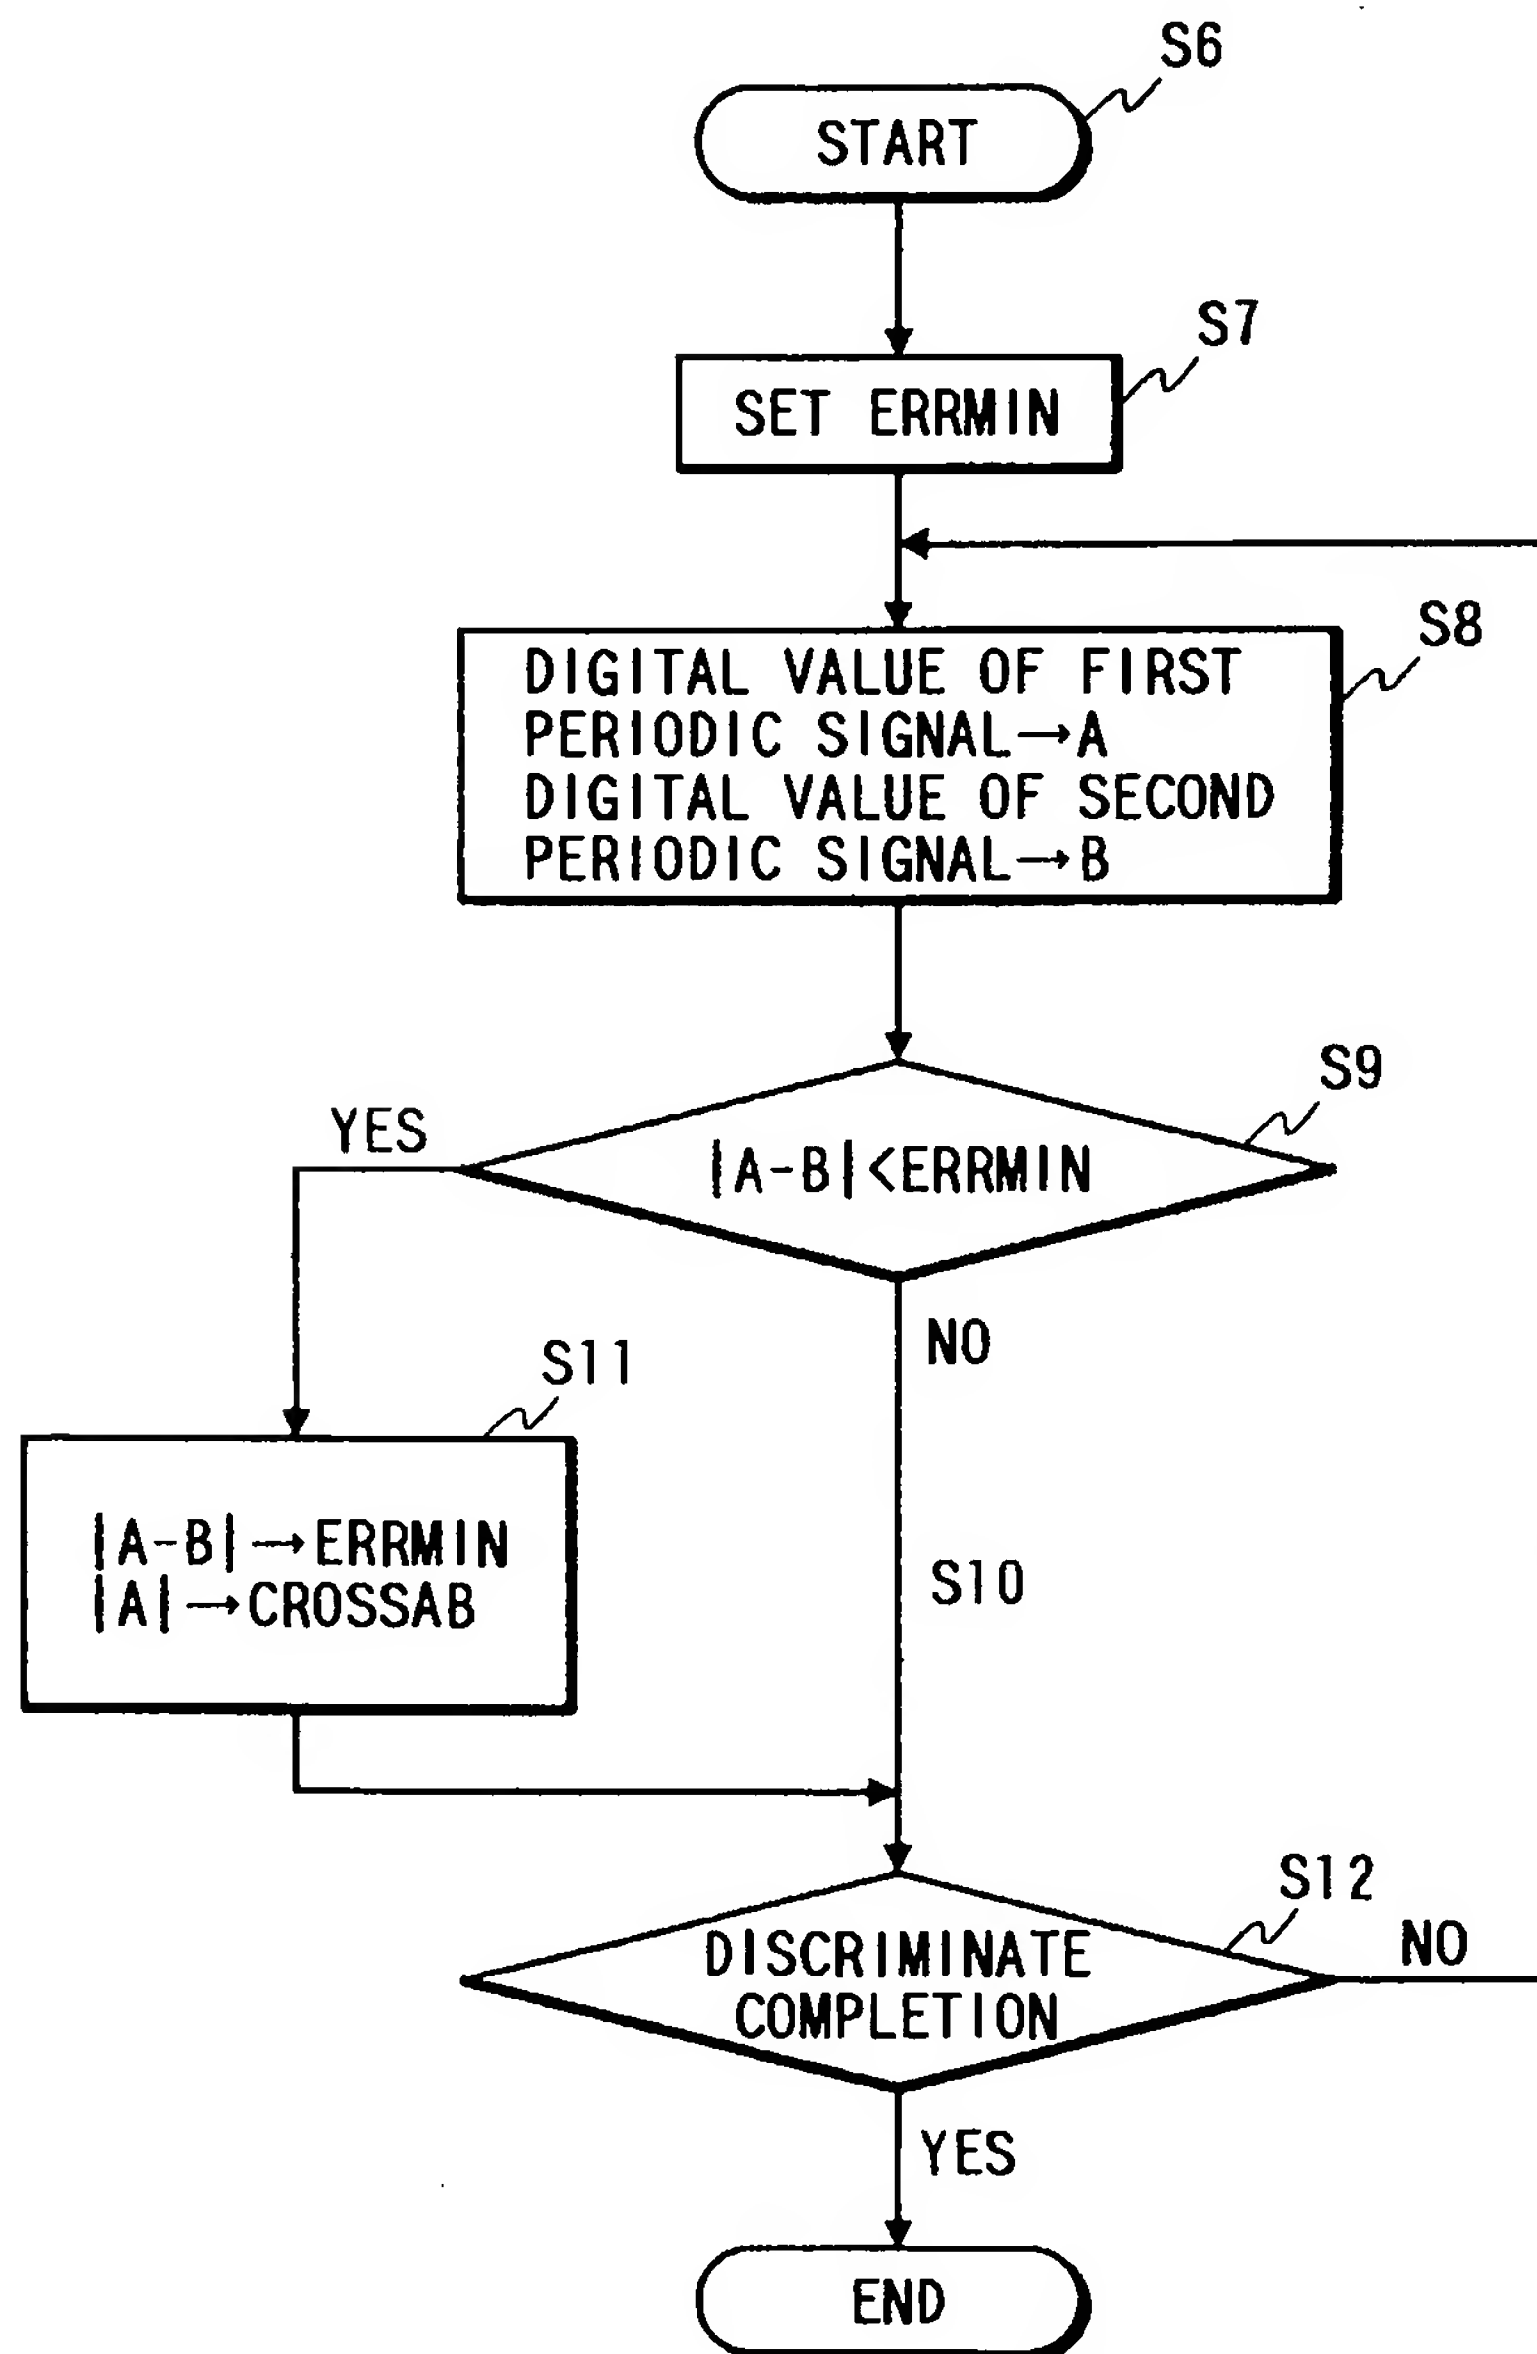 S6
START
S7
SET ERRMIN
S8
DIGITAL VALUE OF FIRST
PERIODIC SIGNAL→A
DIGITAL VALUE OF SECOND
PERIODIC SIGNAL→B
S9
YES
|A-B|<ERRMIN
NO
S11
|A-B|→ERRMIN
|A|→CROSSAB
S10
S12
DISCRIMINATE
COMPLETION
NO
YES
END